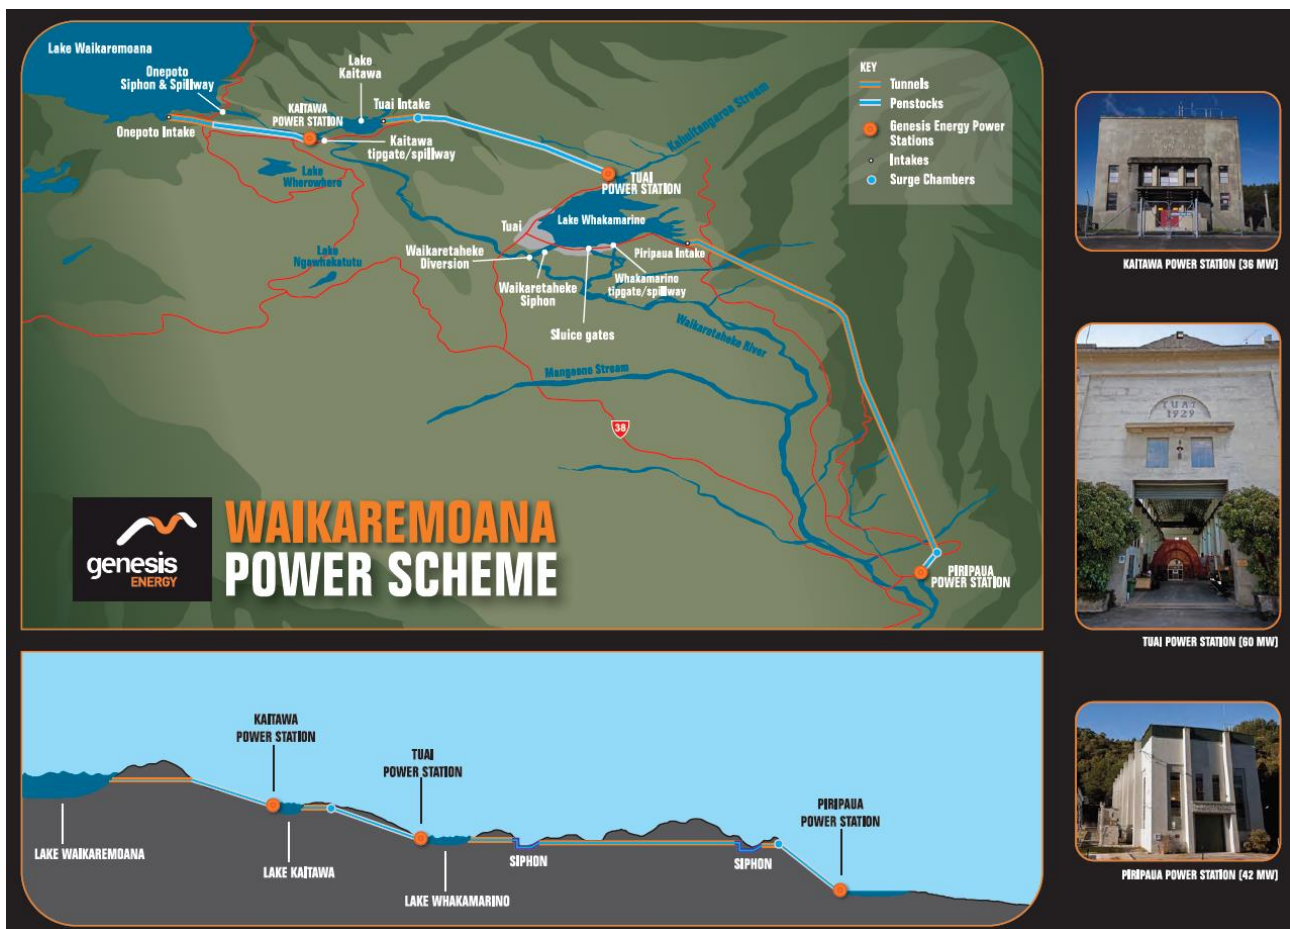 Lake Waikaremoana
Onepoto
Siphon & Spillway
Lake
Kaitawa
Tuai Intake
KAITAWA
POWER STATION
Onepoto Intake
Kaitawa
tipgate/spillway
Lake
Wherowhero
Kahuitangaroa Stream
TUAI
POWER STATION
Tuai
Lake Whakamarino
Lake
Ngawhakatutu
Waikaretaheke
Diversion
Piripaua Intake
Waikaretaheke
Siphon
Whakamarino
tipgate/spillway
Sluice gates
Waikaretaheke River
Mangaone Stream
38
PIRIPAUA
POWER STATION
KEY
Tunnels
Penstocks
Genesis Energy Power
Stations
Intakes
Surge Chambers
genesis
ENERGY
WAIKAREMOANA
POWER SCHEME
KAITAWA POWER STATION (36 MW)
TUAI
1929
TUAI POWER STATION (60 MW)
PIRIPAUA POWER STATION (42 MW)
KAITAWA
POWER STATION
TUAI
POWER STATION
PIRIPAUA
POWER STATION
LAKE WAIKAREMOANA
LAKE KAITAWA
LAKE WHAKAMARINO
SIPHON
SIPHON